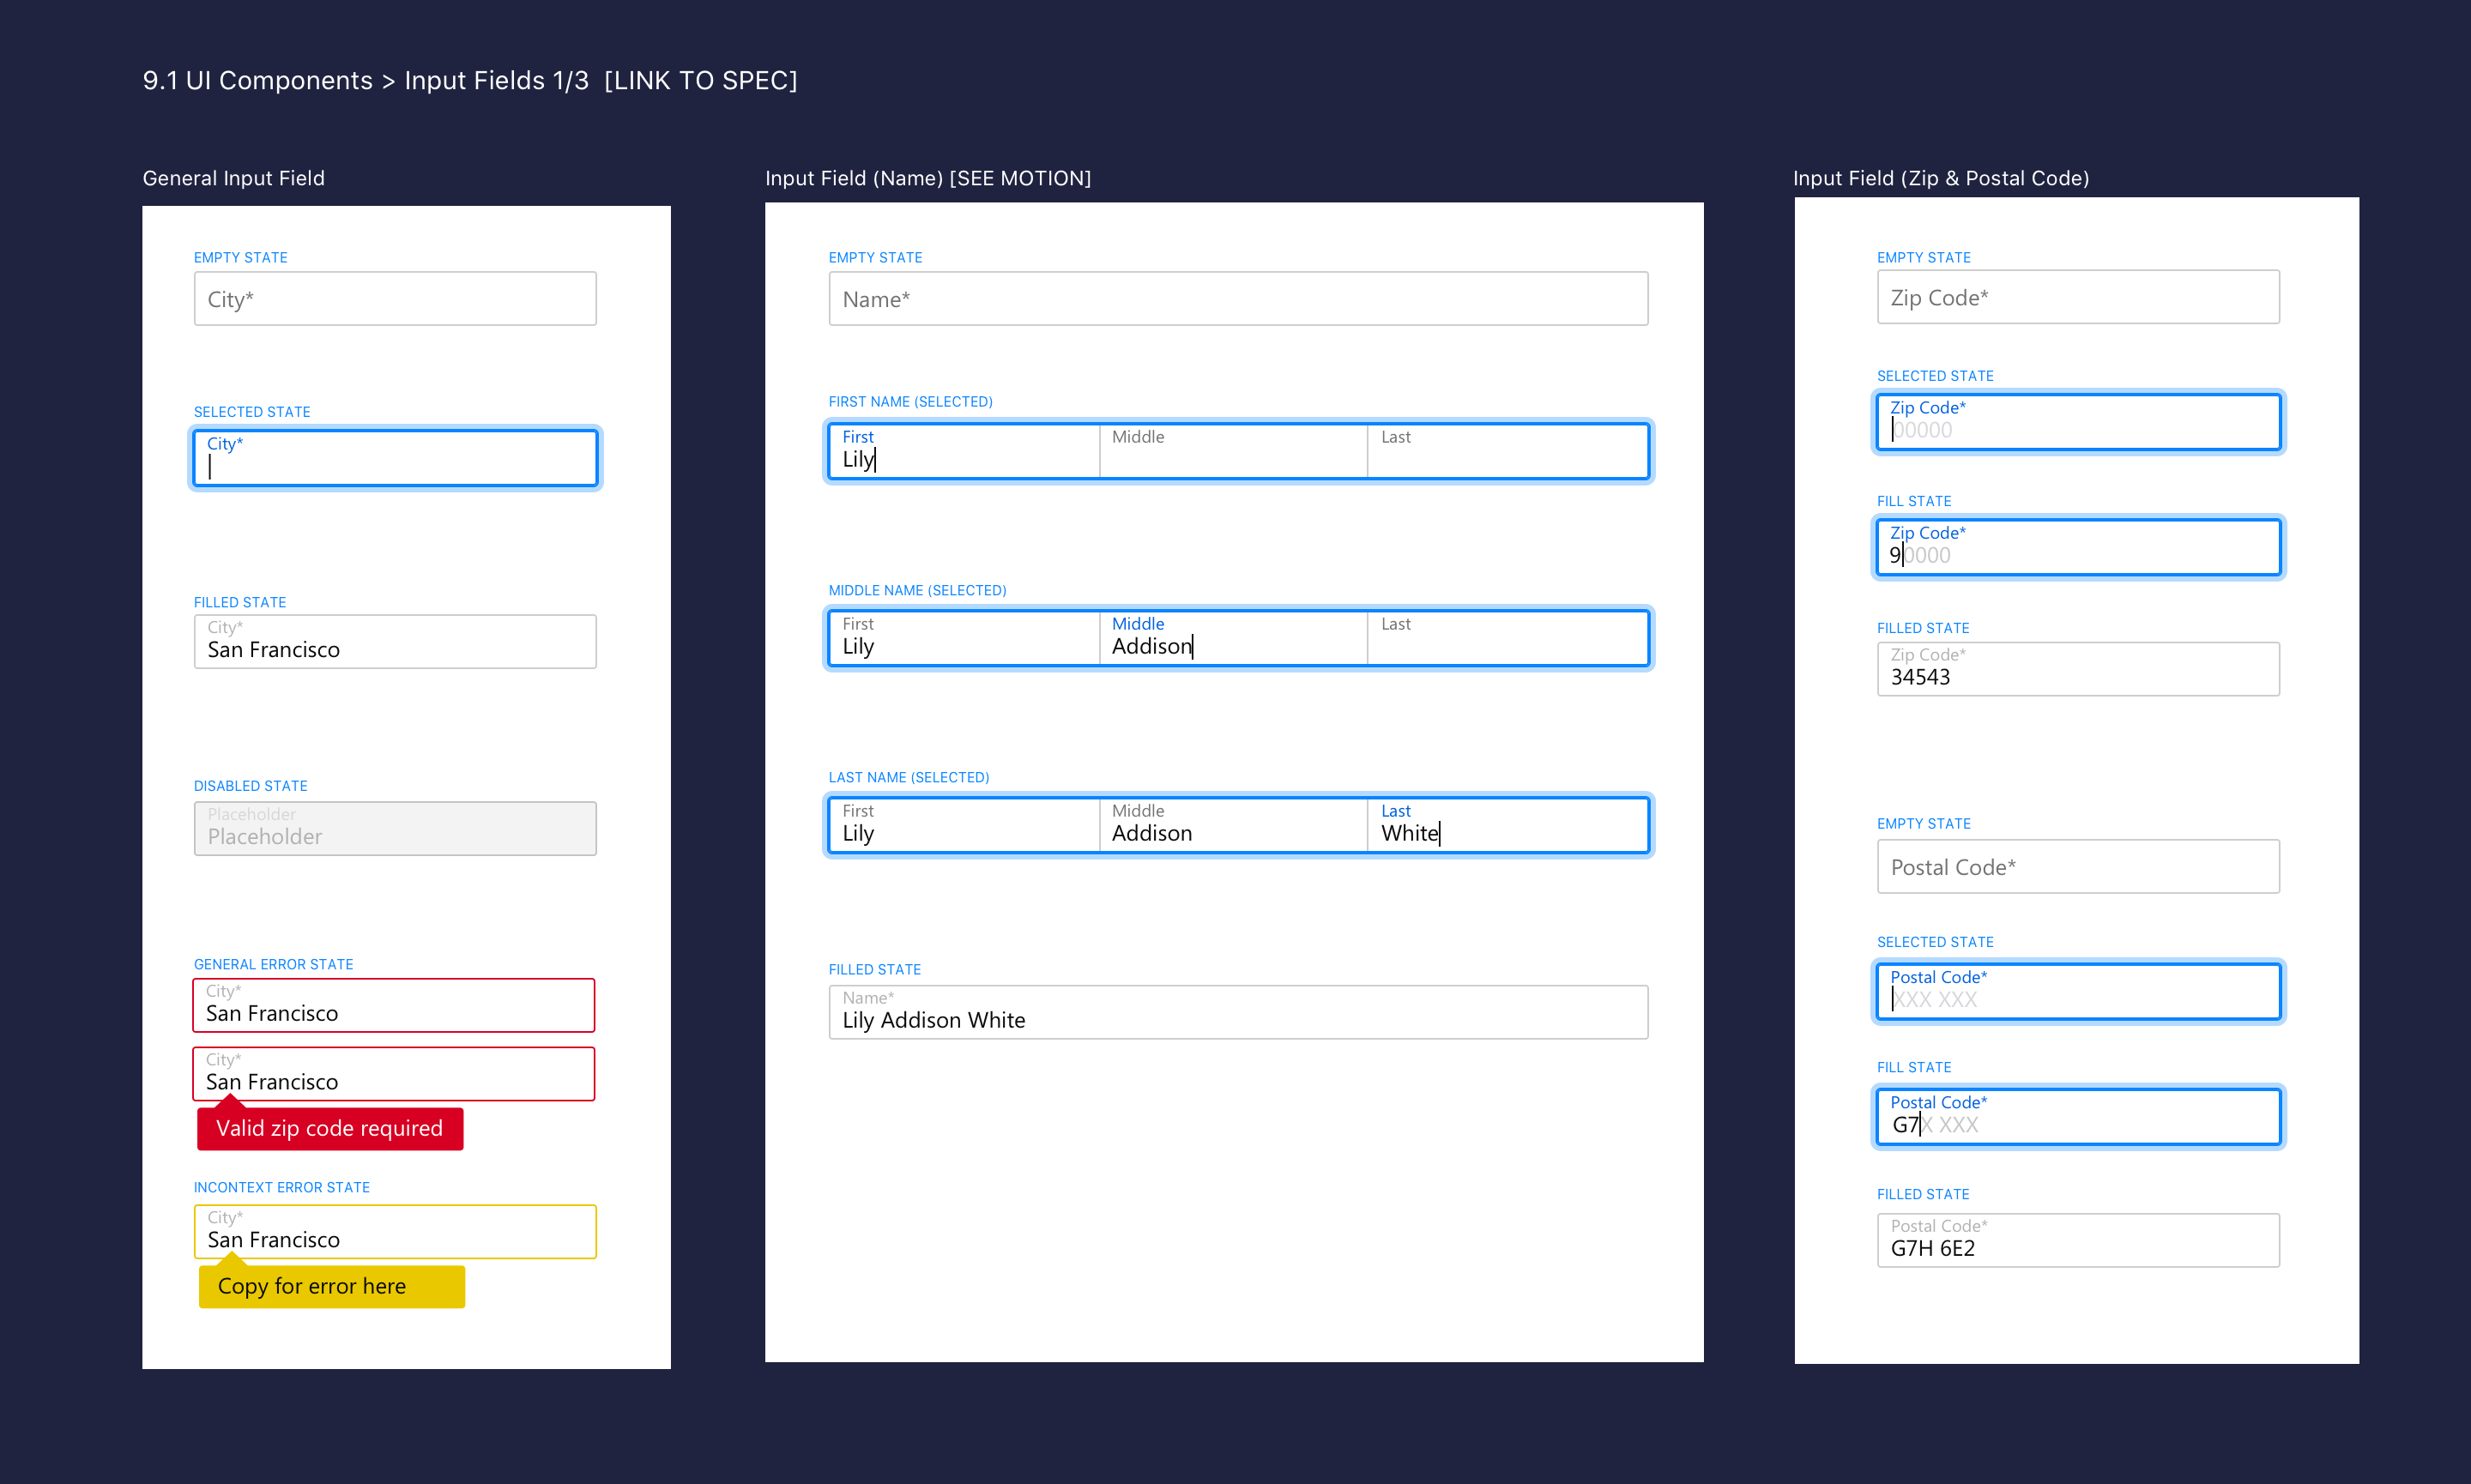 9.1 UI Components > Input Fields 1/3 [LINK TO SPEC]
General Input Field
EMPTY STATE
City*
SELECTED STATE
City*
FILLED STATE
City*
San Francisco
DISABLED STATE
Placeholder
Placeholder
GENERAL ERROR STATE
City*
San Francisco
City*
San Francisco
Valid zip code required
INCONTEXT ERROR STATE
City*
San Francisco
Copy for error here
Input Field (Name) [SEE MOTION]
EMPTY STATE
Name*
FIRST NAME (SELECTED)
First Middle Last
Lily
MIDDLE NAME (SELECTED)
First Middle Last
Lily Addison
LAST NAME (SELECTED)
First Middle Last
Lily Addison White
FILLED STATE
Name*
Lily Addison White
Input Field (Zip & Postal Code)
EMPTY STATE
Zip Code*
SELECTED STATE
Zip Code*
00000
FILL STATE
Zip Code*
90000
FILLED STATE
Zip Code*
34543
EMPTY STATE
Postal Code*
SELECTED STATE
Postal Code*
XXX XXX
FILL STATE
Postal Code*
G7X XXX
FILLED STATE
Postal Code*
G7H 6E2